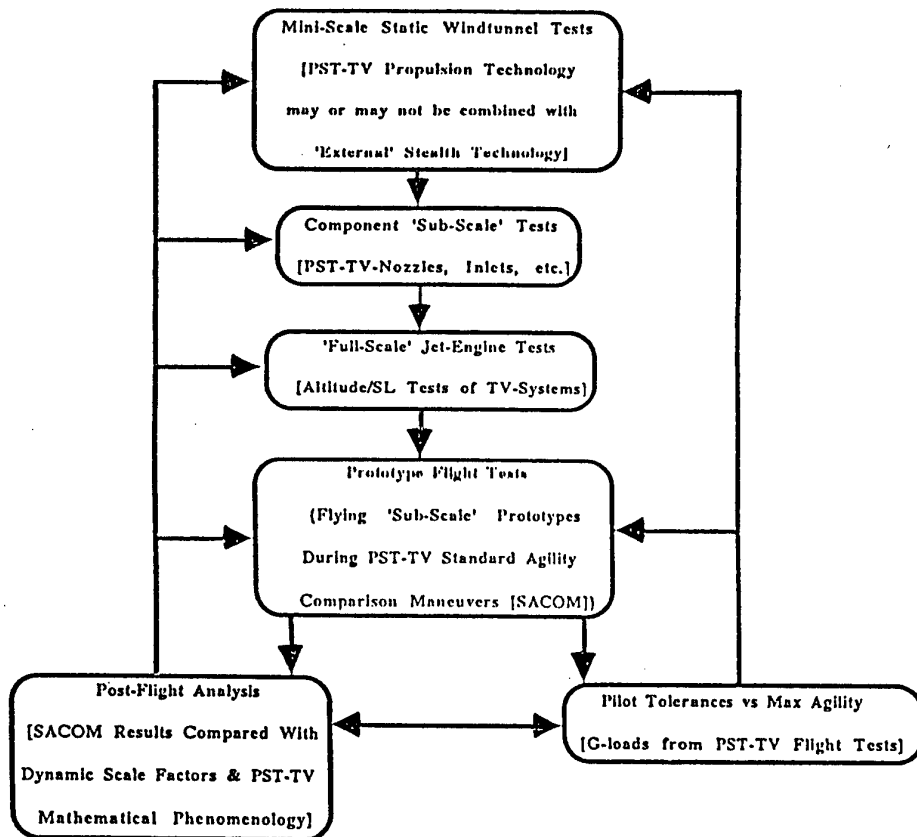 Mini-Scale Static Windtunnel Tests
[PST-TV Propulsion Technology
may or may not be combined with
'External' Stealth Technology]
Component 'Sub-Scale' Tests
[PST-TV-Nozzles, Inlets, etc.]
'Full-Scale' Jet-Engine Tests
[Altitude/SL Tests of TV-Systems]
Prototype Flight Tests
(Flying 'Sub-Scale' Prototypes
During PST-TV Standard Agility
Comparison Maneuvers [SACOM])
Post-Flight Analysis
[SACOM Results Compared With
Dynamic Scale Factors & PST-TV
Mathematical Phenomenology]
Pilot Tolerances vs Max Agility
[G-loads from PST-TV Flight Tests]